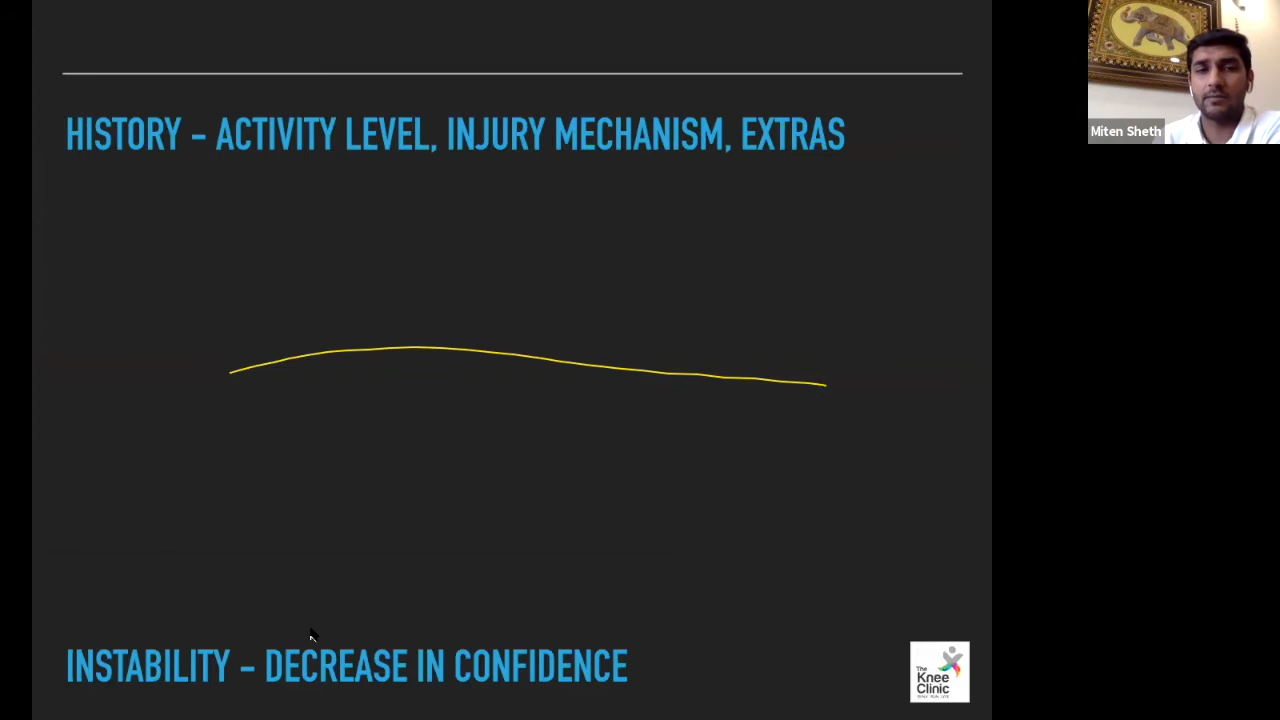 HISTORY - ACTIVITY LEVEL, INJURY MECHANISM, EXTRAS
Miten Sheth
INSTABILITY - DECREASE IN CONFIDENCE
The
Knee
Clinic